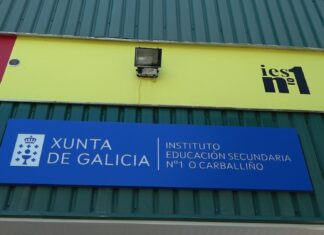 ies
nº1
XUNTA
DE GALICIA
INSTITUTO
EDUCACIÓN SECUNDARIA
Nº1 O CARBALLIÑO